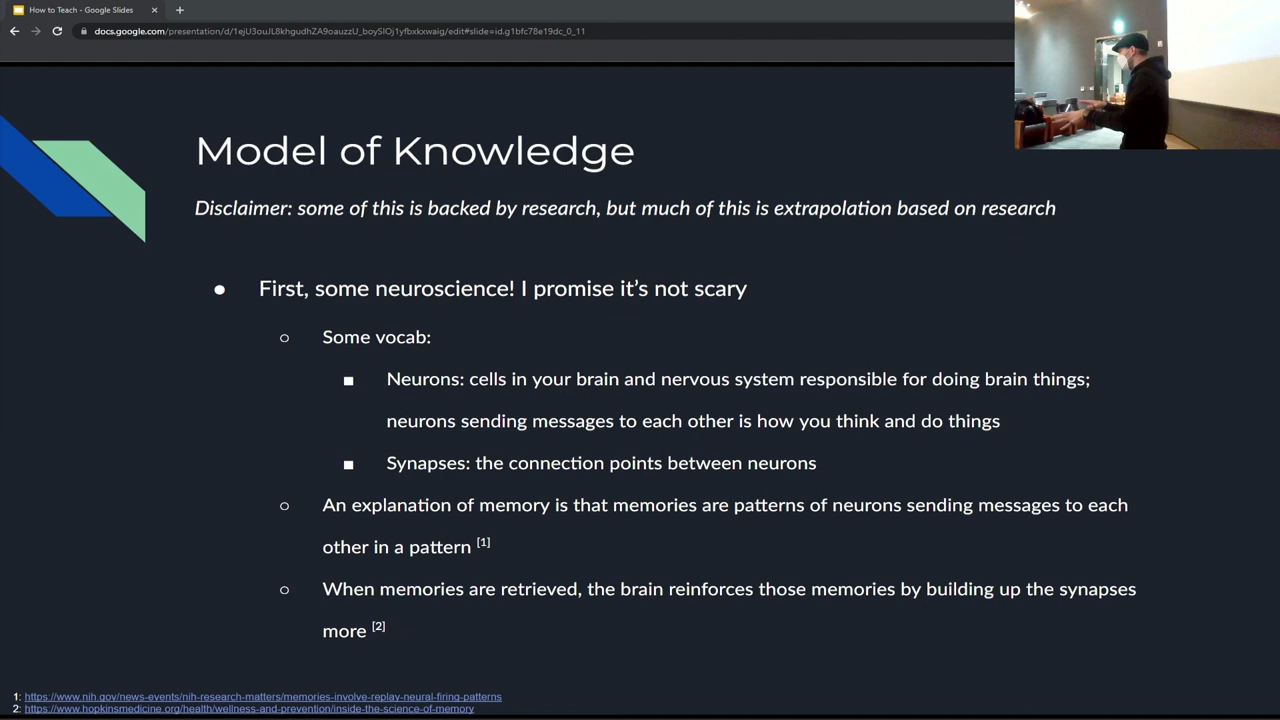 How to Teach - Google Slides
docs.google.com/presentation/d/1ejU3ouJL8khgudhZA9oauzzU_boySlOj1yfbxkxwaig/edit#slide=id.g1bfc78e19dc_0_11
Model of Knowledge
Disclaimer: some of this is backed by research, but much of this is extrapolation based on research
First, some neuroscience! I promise it's not scary
Some vocab:
Neurons: cells in your brain and nervous system responsible for doing brain things;
neurons sending messages to each other is how you think and do things
Synapses: the connection points between neurons
An explanation of memory is that memories are patterns of neurons sending messages to each
other in a pattern [1]
When memories are retrieved, the brain reinforces those memories by building up the synapses
more [2]
1: https://www.nih.gov/news-events/nih-research-matters/memories-involve-replay-neural-firing-patterns
2: https://www.hopkinsmedicine.org/health/wellness-and-prevention/inside-the-science-of-memory